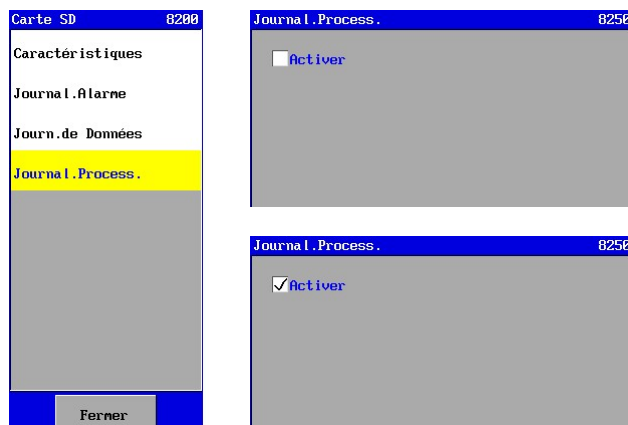 Carte SD 8200
Caractéristiques
Journal.Alarme
Journ.de Données
Journal.Process.
Fermer
Journal.Process. 8250
Activer
Journal.Process. 8250
Activer